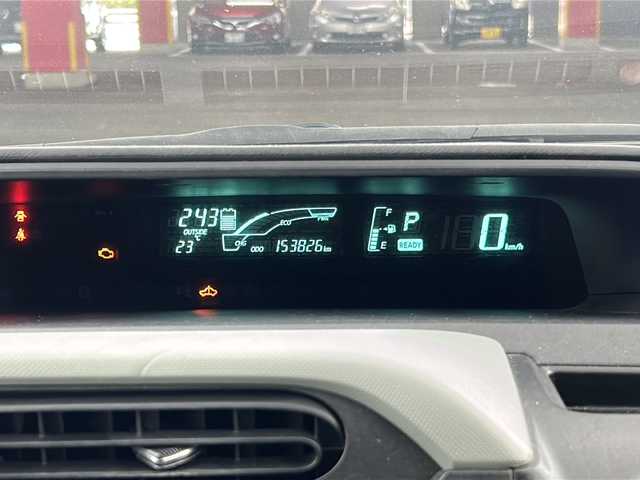 243
OUTSIDE
23 °C
CHG ECO PWR
ODO 153826 km
F
E
P
READY
0 km/h